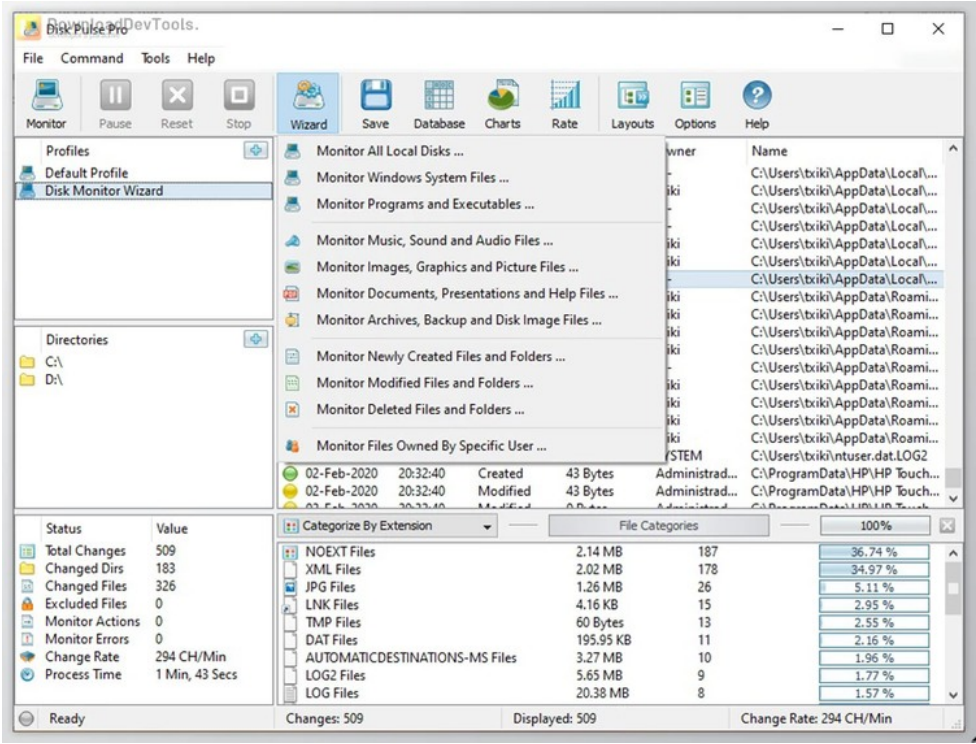 DownloadDevTools.
Disk Pulse Pro
File Command Tools Help
Monitor Pause Reset Stop Wizard Save Database Charts Rate Layouts Options Help
Profiles
Default Profile
Disk Monitor Wizard
Directories
C:\
D:\
Monitor All Local Disks ...
Monitor Windows System Files ...
Monitor Programs and Executables ...
Monitor Music, Sound and Audio Files ...
Monitor Images, Graphics and Picture Files ...
Monitor Documents, Presentations and Help Files ...
Monitor Archives, Backup and Disk Image Files ...
Monitor Newly Created Files and Folders ...
Monitor Modified Files and Folders ...
Monitor Deleted Files and Folders ...
Monitor Files Owned By Specific User ...
wner Name
- C:\Users\txiki\AppData\Local\...
iki C:\Users\txiki\AppData\Local\...
- C:\Users\txiki\AppData\Local\...
- C:\Users\txiki\AppData\Local\...
iki C:\Users\txiki\AppData\Local\...
iki C:\Users\txiki\AppData\Local\...
- C:\Users\txiki\AppData\Local\...
iki C:\Users\txiki\AppData\Roami...
iki C:\Users\txiki\AppData\Roami...
iki C:\Users\txiki\AppData\Roami...
iki C:\Users\txiki\AppData\Roami...
- C:\Users\txiki\AppData\Roami...
iki C:\Users\txiki\AppData\Roami...
iki C:\Users\txiki\AppData\Roami...
iki C:\Users\txiki\AppData\Roami...
iki C:\Users\txiki\AppData\Roami...
YSTEM C:\Users\txiki\ntuser.dat.LOG2
02-Feb-2020 20:32:40 Created 43 Bytes Administrad... C:\ProgramData\HP\HP Touch...
02-Feb-2020 20:32:40 Modified 43 Bytes Administrad... C:\ProgramData\HP\HP Touch...
Status Value
Total Changes 509
Changed Dirs 183
Changed Files 326
Excluded Files 0
Monitor Actions 0
Monitor Errors 0
Change Rate 294 CH/Min
Process Time 1 Min, 43 Secs
Categorize By Extension File Categories 100%
NOEXT Files 2.14 MB 187 36.74 %
XML Files 2.02 MB 178 34.97 %
JPG Files 1.26 MB 26 5.11 %
LNK Files 4.16 KB 15 2.95 %
TMP Files 60 Bytes 13 2.55 %
DAT Files 195.95 KB 11 2.16 %
AUTOMATICDESTINATIONS-MS Files 3.27 MB 10 1.96 %
LOG2 Files 5.65 MB 9 1.77 %
LOG Files 20.38 MB 8 1.57 %
Ready Changes: 509 Displayed: 509 Change Rate: 294 CH/Min